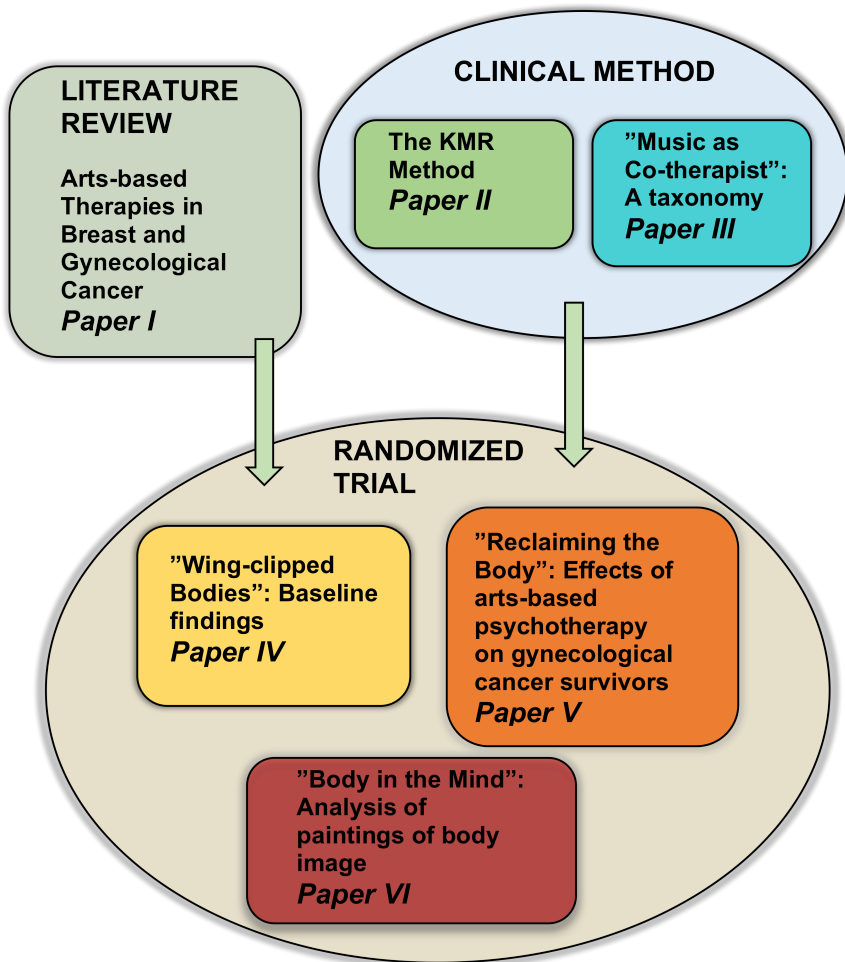 LITERATURE
REVIEW
Arts-based
Therapies in
Breast and
Gynecological
Cancer
Paper I
CLINICAL METHOD
The KMR
Method
Paper II
”Music as
Co-therapist”:
A taxonomy
Paper III
RANDOMIZED
TRIAL
”Wing-clipped
Bodies”: Baseline
findings
Paper IV
”Reclaiming the
Body”: Effects of
arts-based
psychotherapy
on gynecological
cancer survivors
Paper V
”Body in the Mind”:
Analysis of
paintings of body
image
Paper VI